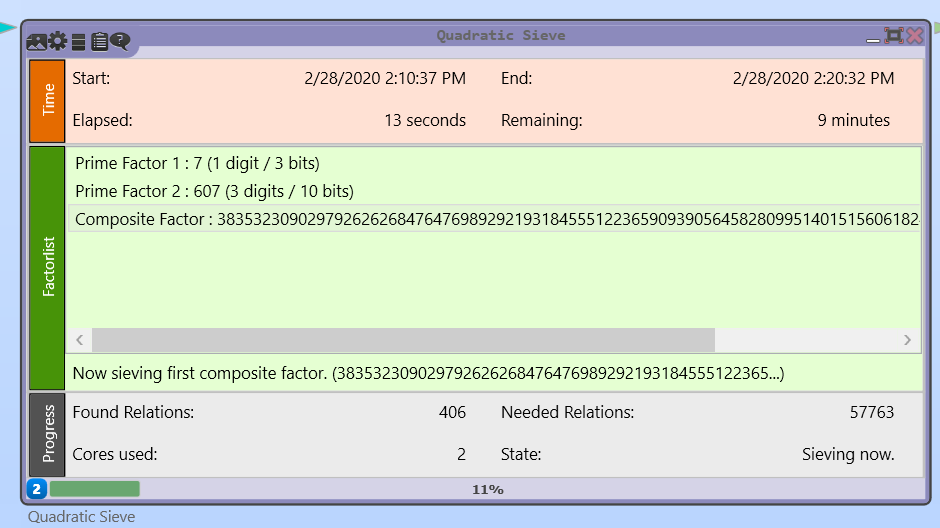 Quadratic Sieve
Time
Start: 2/28/2020 2:10:37 PM End: 2/28/2020 2:20:32 PM
Elapsed: 13 seconds Remaining: 9 minutes
Factorlist
Prime Factor 1 : 7 (1 digit / 3 bits)
Prime Factor 2 : 607 (3 digits / 10 bits)
Composite Factor : 3835323090297926262684764769892921931845551223659093905645828099514015156061 82
Now sieving first composite factor. (383532309029792626268476476989292193184555122365...)
Progress
Found Relations: 406 Needed Relations: 57763
Cores used: 2 State: Sieving now.
2 11%
Quadratic Sieve